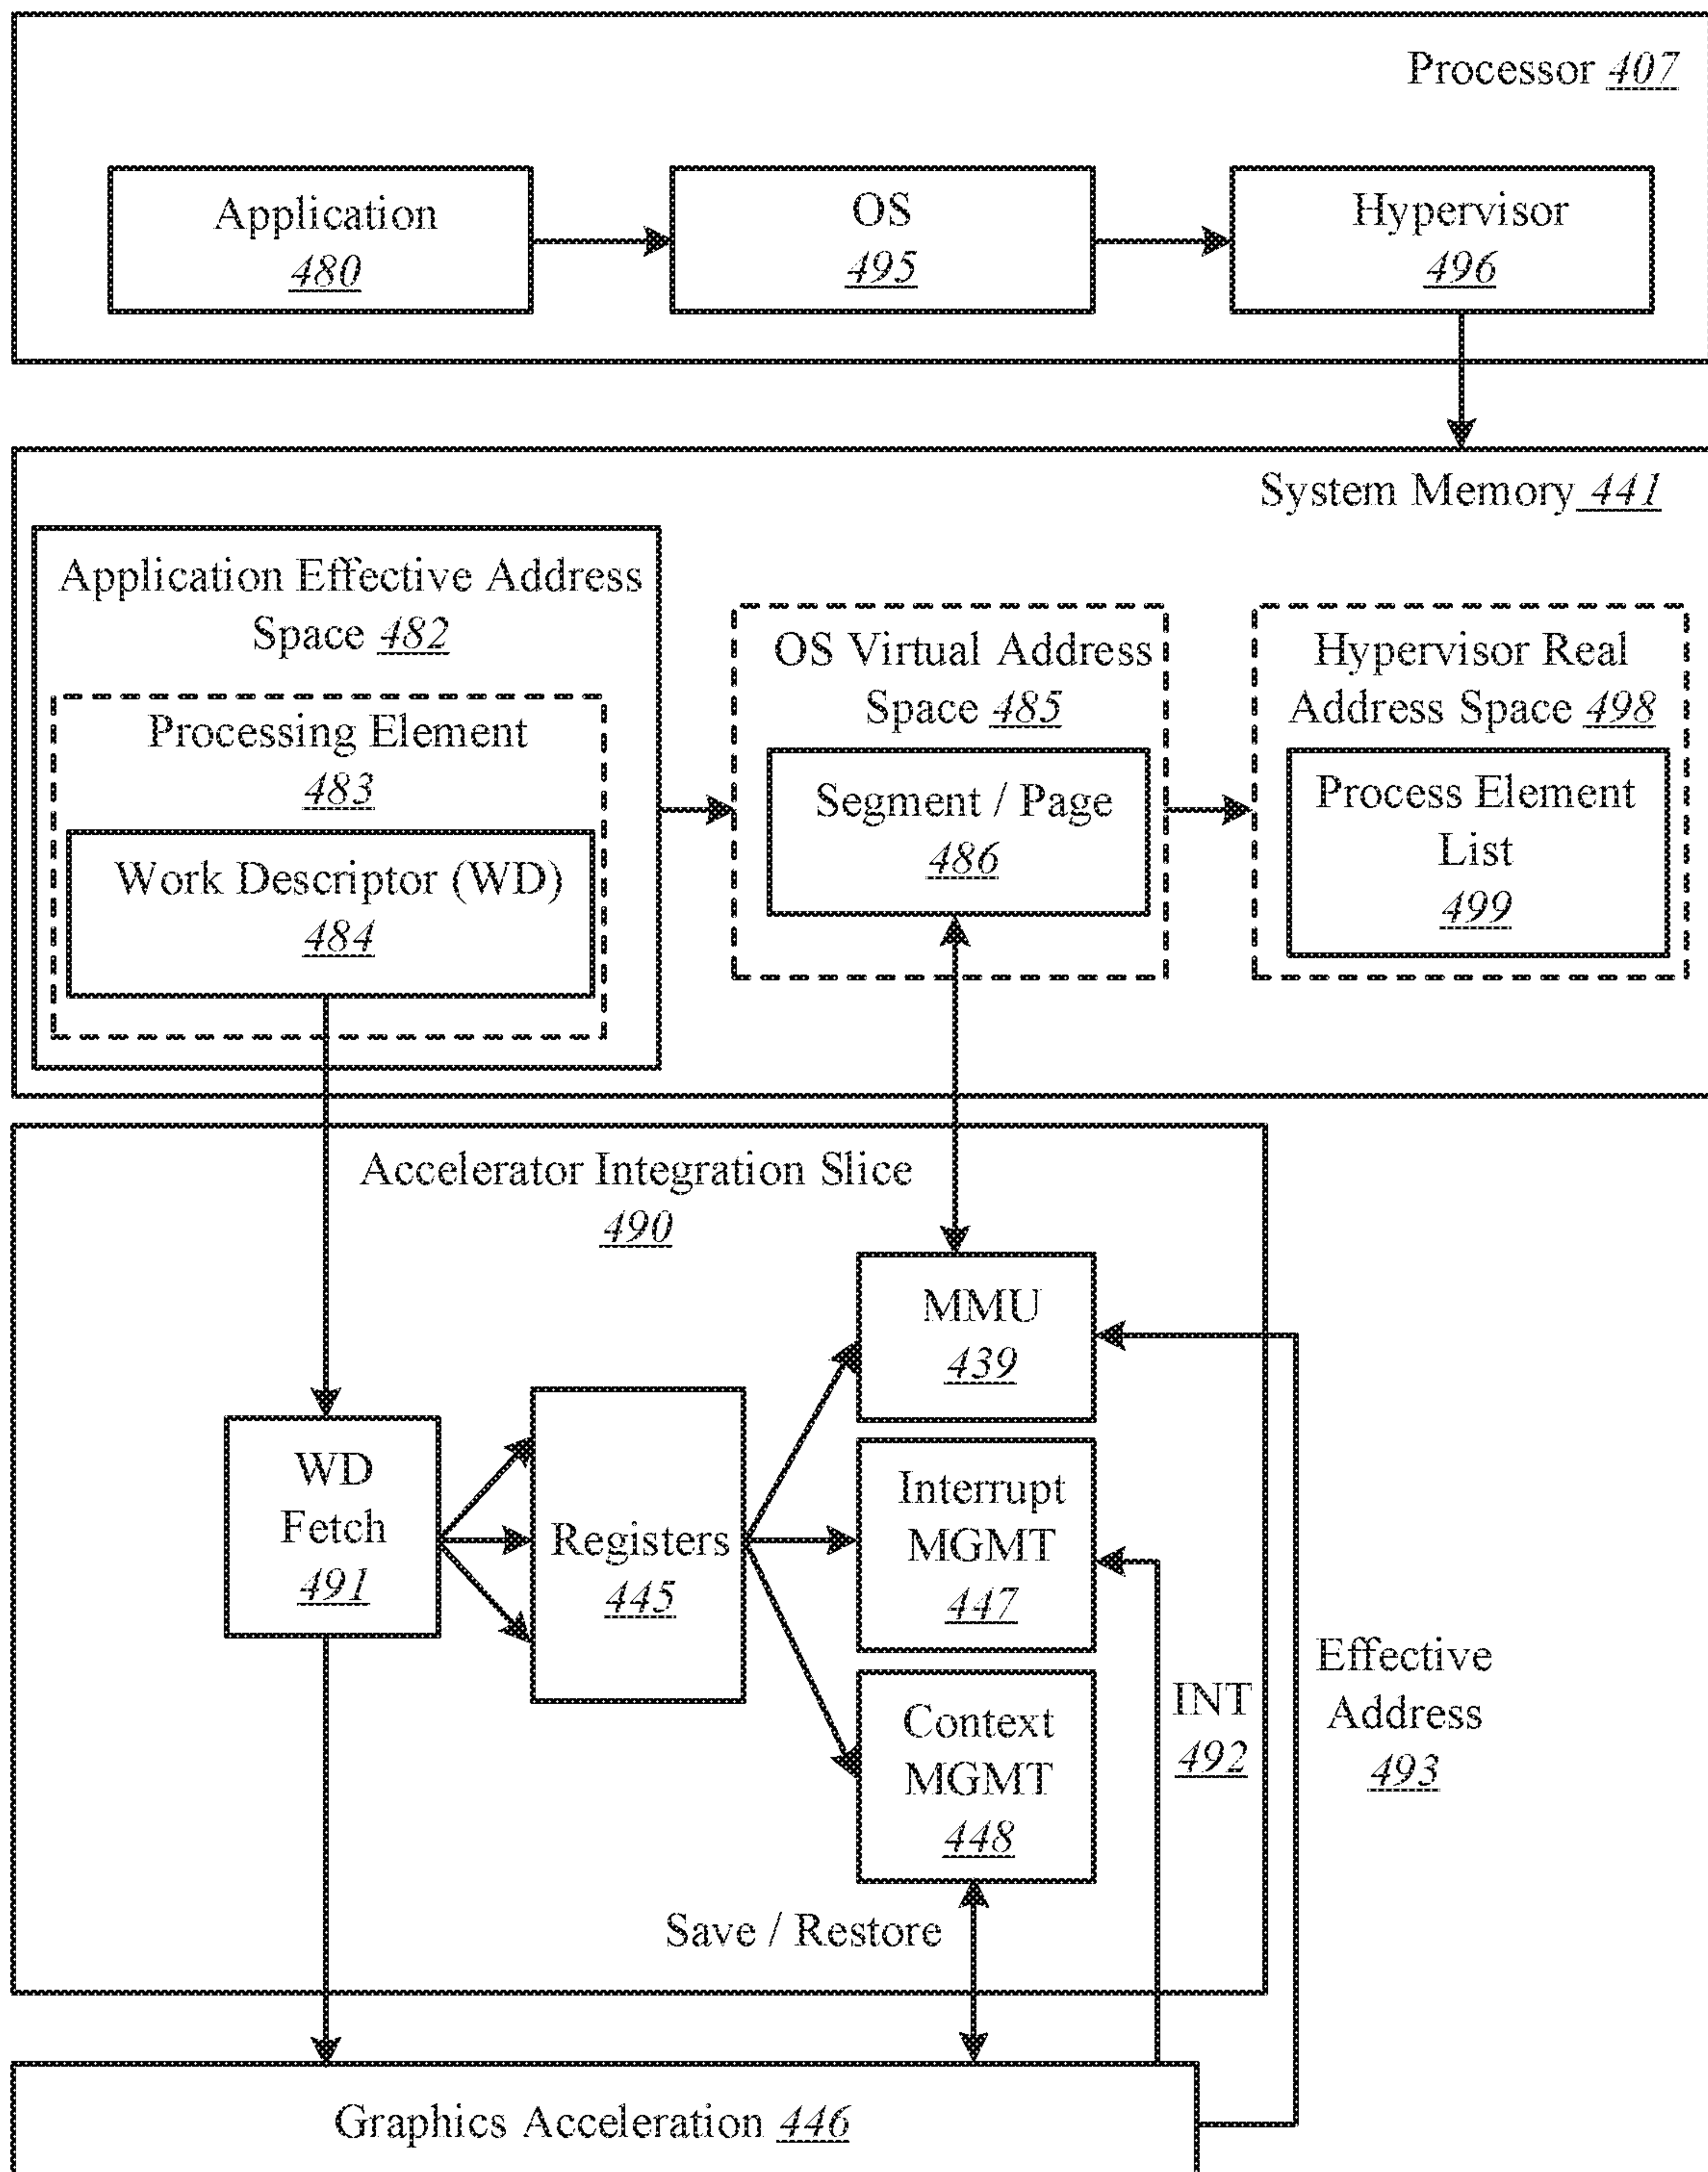 Processor 407
Application
480
OS
495
Hypervisor
496
System Memory 441
Application Effective Address
Space 482
Processing Element
483
Work Descriptor (WD)
484
OS Virtual Address
Space 485
Segment / Page
486
Hypervisor Real
Address Space 498
Process Element
List
499
Accelerator Integration Slice
490
MMU
439
WD
Fetch
491
Registers
445
Interrupt
MGMT
447
Context
MGMT
448
INT
492
Effective
Address
493
Save / Restore
Graphics Acceleration 446